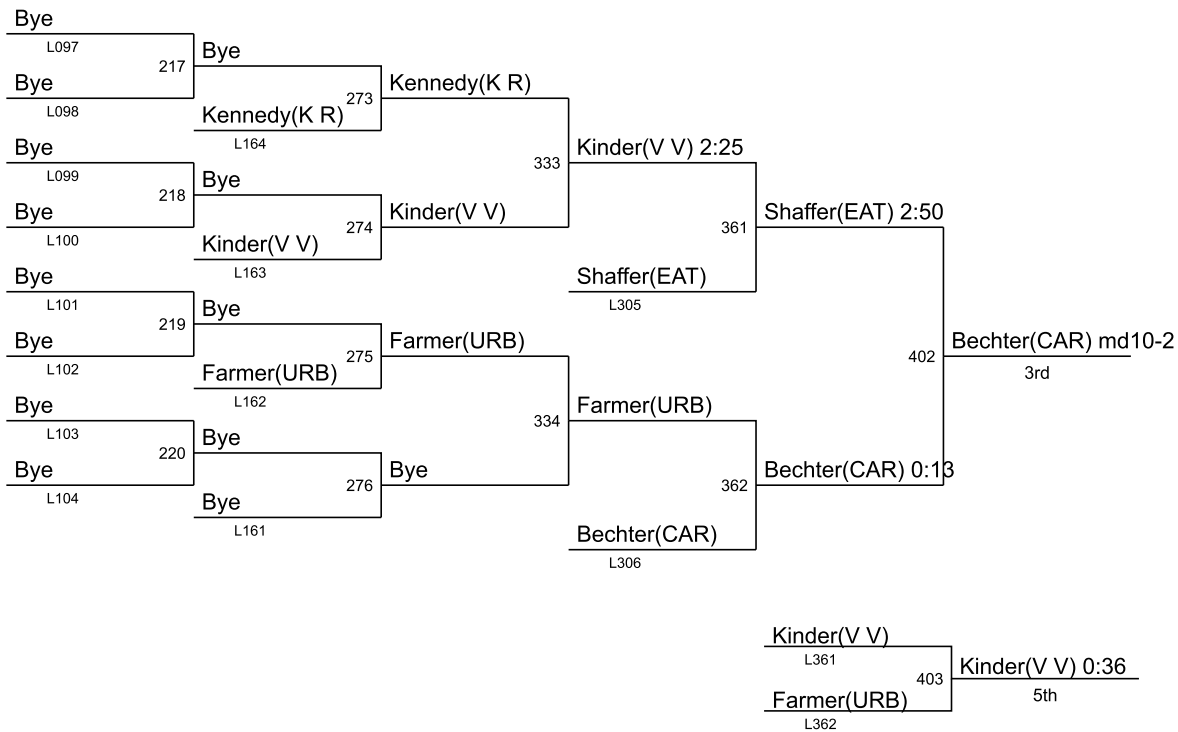 Bye
L097
217
Bye
Bye
L098
273
Kennedy(K R)
Kennedy(K R)
L164
Bye
L099
333
Kinder(V V) 2:25
218
Bye
Bye
L100
274
Kinder(V V)
Kinder(V V)
L163
361
Shaffer(EAT) 2:50
Shaffer(EAT)
L305
Bye
L101
219
Bye
Bye
L102
275
Farmer(URB)
Farmer(URB)
L162
402
Bechter(CAR) md10-2
3rd
Bye
L103
334
Farmer(URB)
220
Bye
Bye
L104
276
Bye
Bye
L161
362
Bechter(CAR) 0:13
Bechter(CAR)
L306
Kinder(V V)
L361
403
Kinder(V V) 0:36
5th
Farmer(URB)
L362